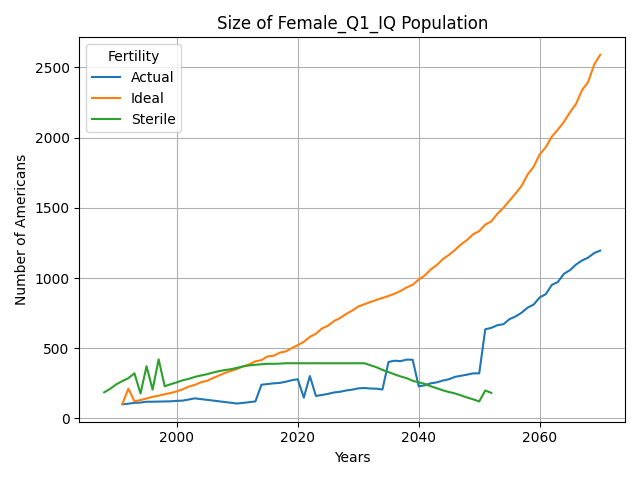 Size of Female_Q1_IQ Population
Fertility
Actual
Ideal
Sterile
Number of Americans
2500
2000
1500
1000
500
0
2000
2020
2040
2060
Years